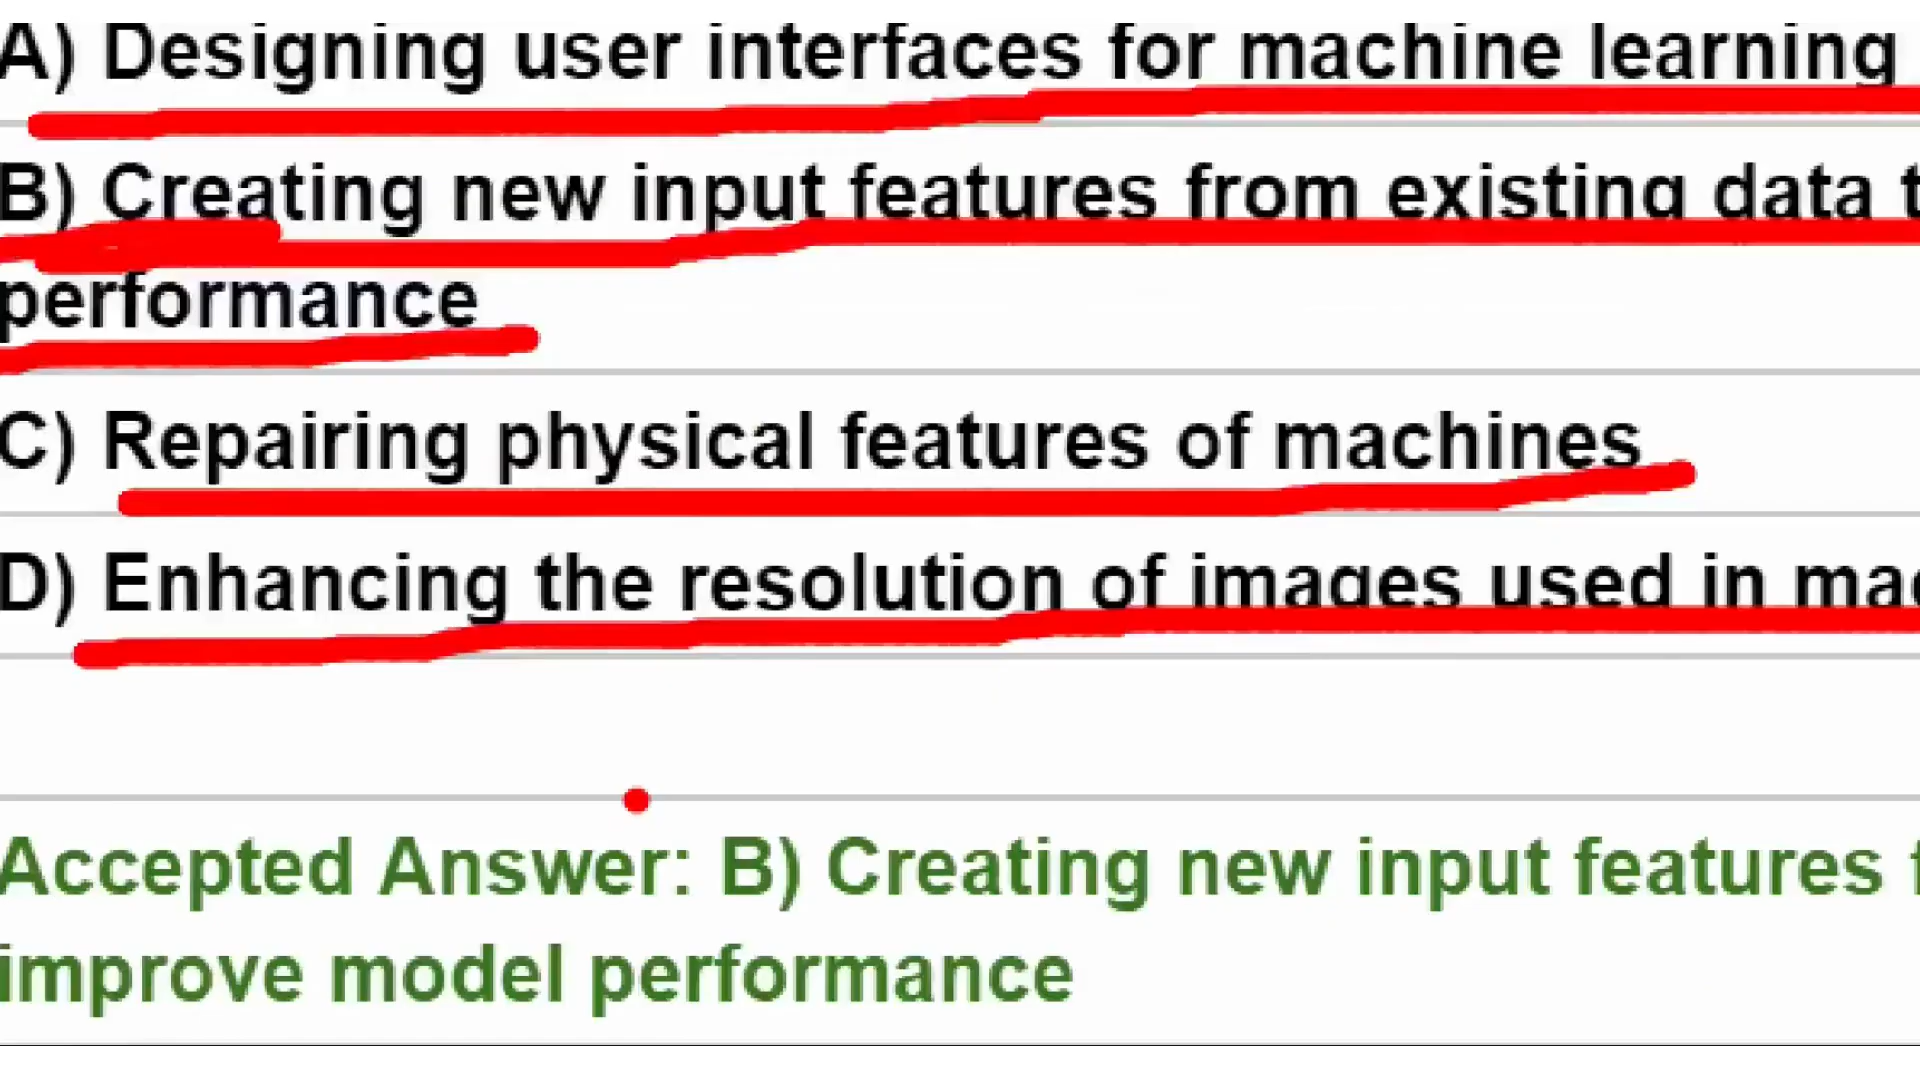 A) Designing user interfaces for machine learning
B) Creating new input features from existing data
performance
C) Repairing physical features of machines
D) Enhancing the resolution of images used in
Accepted Answer: B) Creating new input features
improve model performance